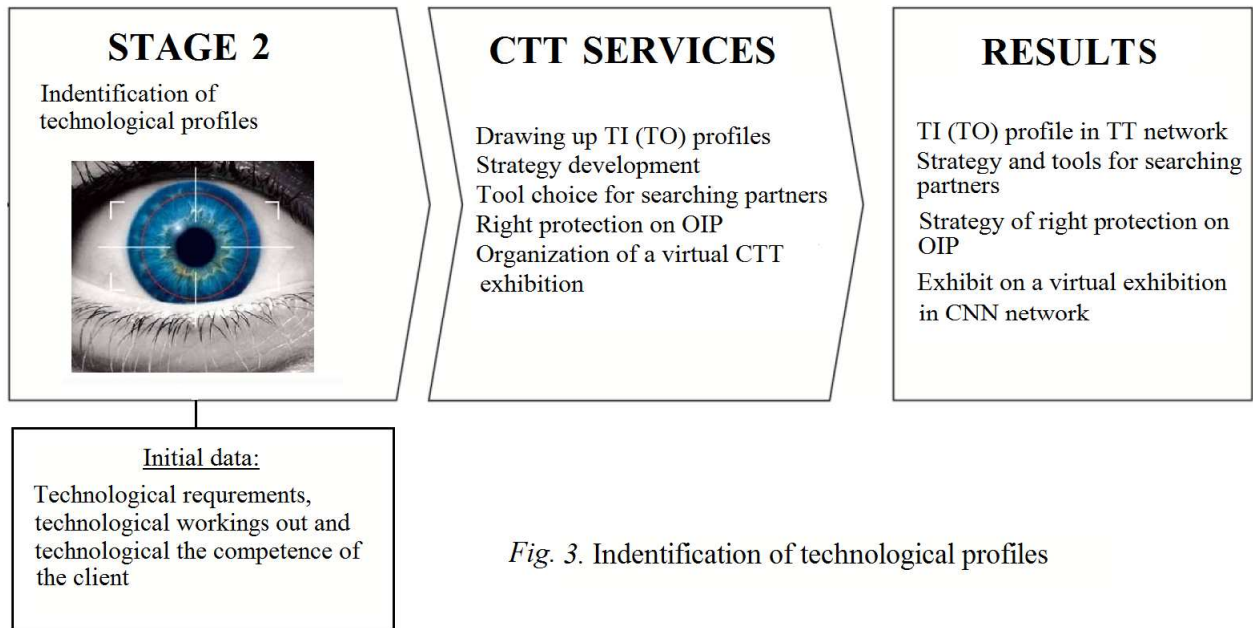 STAGE 2
Indentification of
technological profiles
Initial data:
Technological requrements,
technological workings out and
technological the competence of
the client
CTT SERVICES
Drawing up TI (TO) profiles
Strategy development
Tool choice for searching partners
Right protection on OIP
Organization of a virtual CTT
exhibition
RESULTS
TI (TO) profile in TT network
Strategy and tools for searching
partners
Strategy of right protection on
OIP
Exhibit on a virtual exhibition
in CNN network
Fig. 3. Indentification of technological profiles